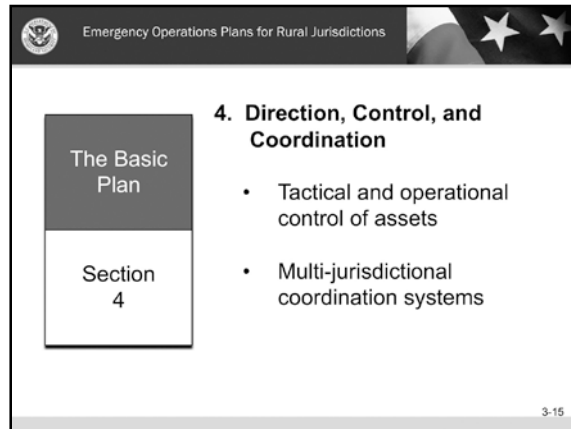 Emergency Operations Plans for Rural Jurisdictions
The Basic
Plan
Section
4
4. Direction, Control, and
Coordination
• Tactical and operational
control of assets
• Multi-jurisdictional
coordination systems
3-15